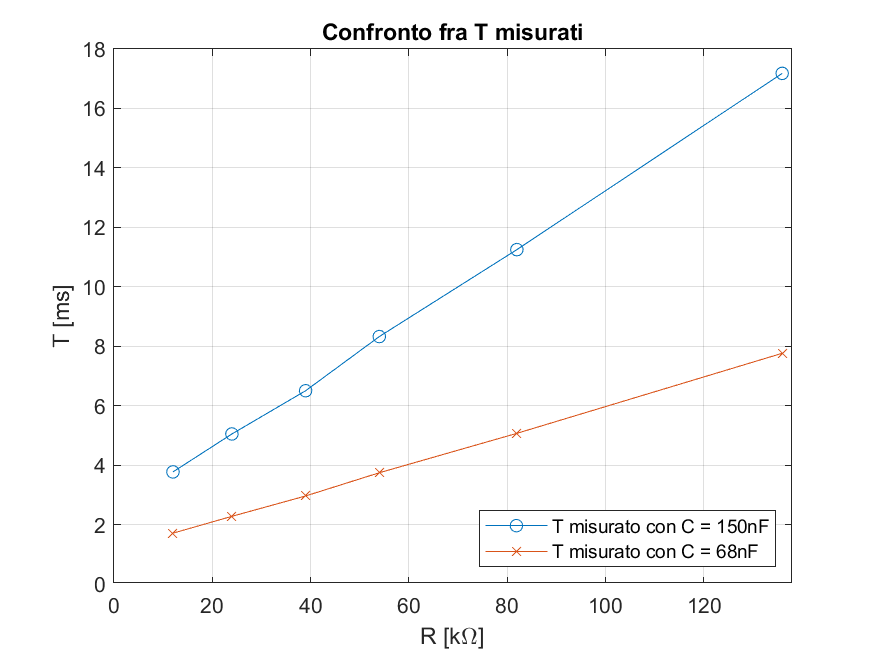 Confronto fra T misurati
18
16
14
12
10
8
6
4
2
0
T [ms]
0 20 40 60 80 100 120
R [kΩ]
T misurato con C = 150nF
T misurato con C = 68nF